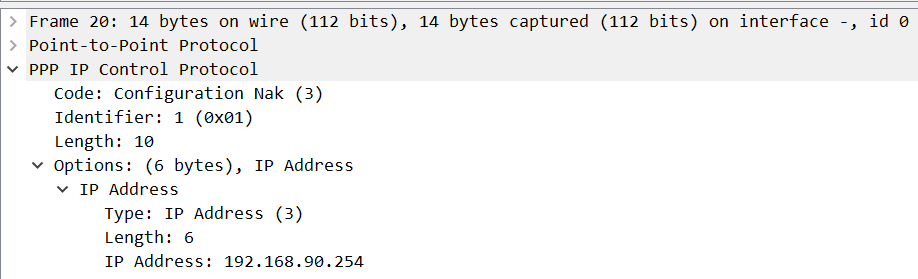 Frame 20: 14 bytes on wire (112 bits), 14 bytes captured (112 bits) on interface -, id 0
Point-to-Point Protocol
PPP IP Control Protocol
Code: Configuration Nak (3)
Identifier: 1 (0x01)
Length: 10
Options: (6 bytes), IP Address
IP Address
Type: IP Address (3)
Length: 6
IP Address: 192.168.90.254